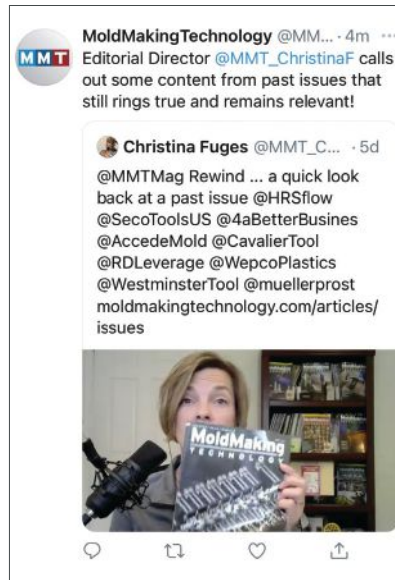 MMT
MoldMakingTechnology @MM... · 4m ...
Editorial Director @MMT_ChristinaF calls
out some content from past issues that
still rings true and remains relevant!
Christina Fuges @MMT_C... · 5d
@MMTMag Rewind ... a quick look
back at a past issue @HRSflow
@SecoToolsUS @4aBetterBusines
@AccedeMold @CavalierTool
@RDLeverage @WepcoPlastics
@WestminsterTool @muellerprost
moldmakingtechnology.com/articles/
issues
MoldMaking
TECHNOLOGY